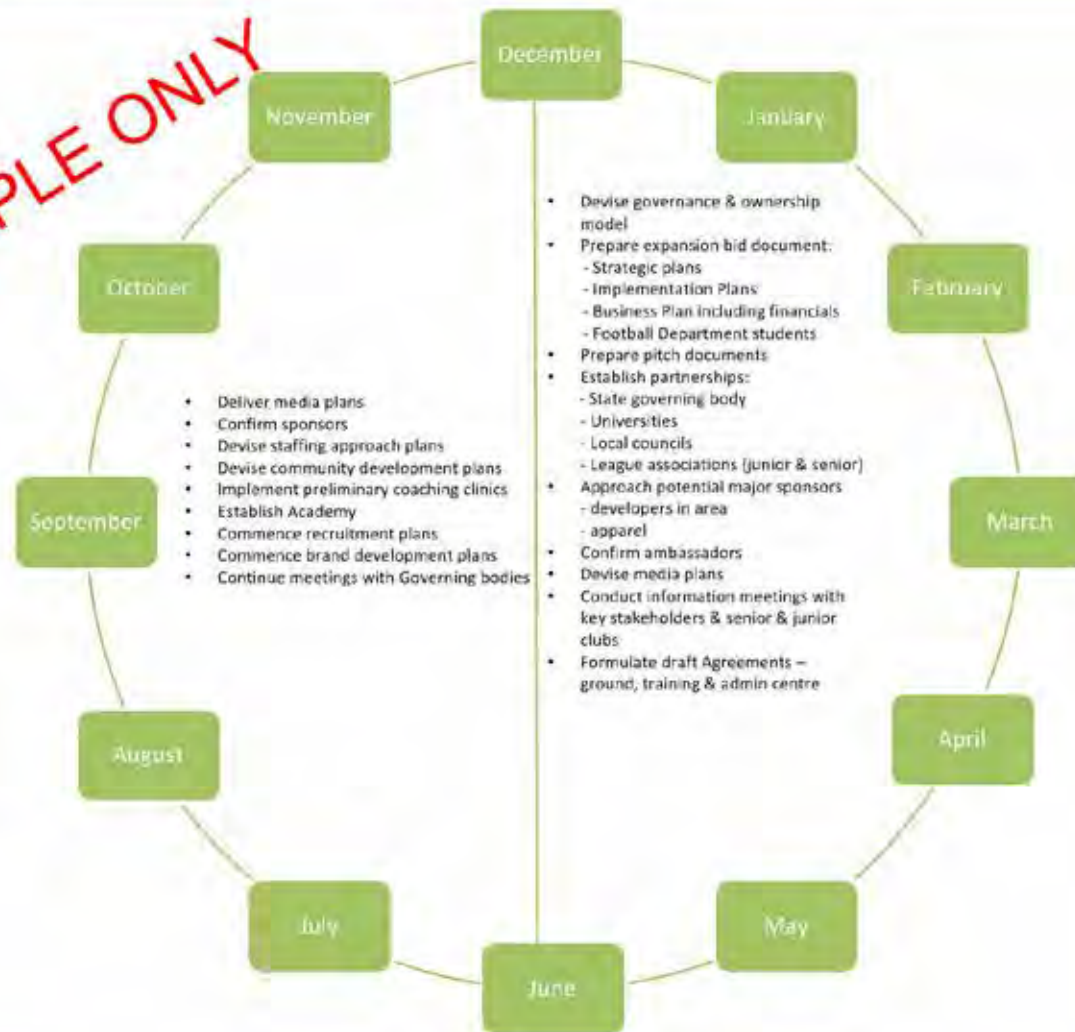 PLE ONLY
December
November
January
October
February
September
March
August
April
July
May
June
• Devise governance & ownership
model
• Prepare expansion bid document:
- Strategic plans
- Implementation Plans
- Business Plan including financials
- Football Department students
• Prepare pitch documents
• Establish partnerships:
- State governing body
- Universities
- Local councils
- League associations (junior & senior)
• Approach potential major sponsors
- developers in area
- apparel
• Confirm ambassadors
• Devise media plans
• Conduct information meetings with
key stakeholders & senior & junior
clubs
• Formulate draft Agreements –
ground, training & admin centre
• Deliver media plans
• Confirm sponsors
• Devise staffing approach plans
• Devise community development plans
• Implement preliminary coaching clinics
• Establish Academy
• Commence recruitment plans
• Commence brand development plans
• Continue meetings with Governing bodies